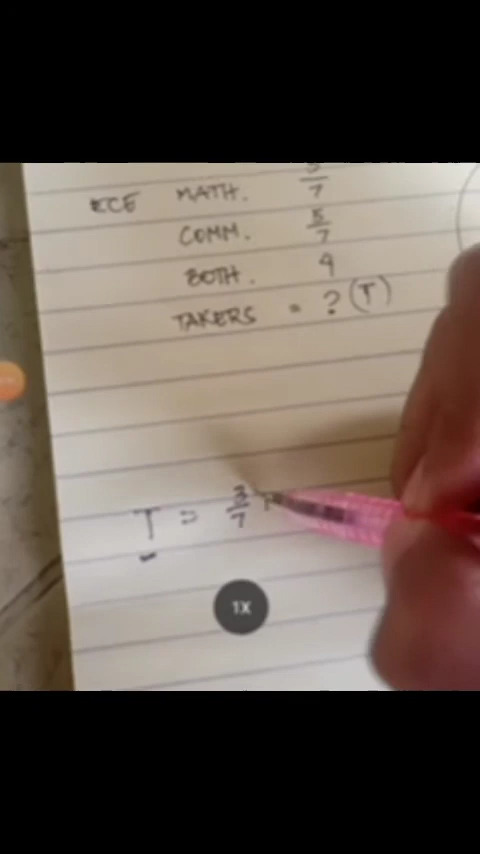 ECE MATH. 3/7
COMM. 5/7
BOTH. 4
TAKERS = ? (T)
T = 3/7 T
1X